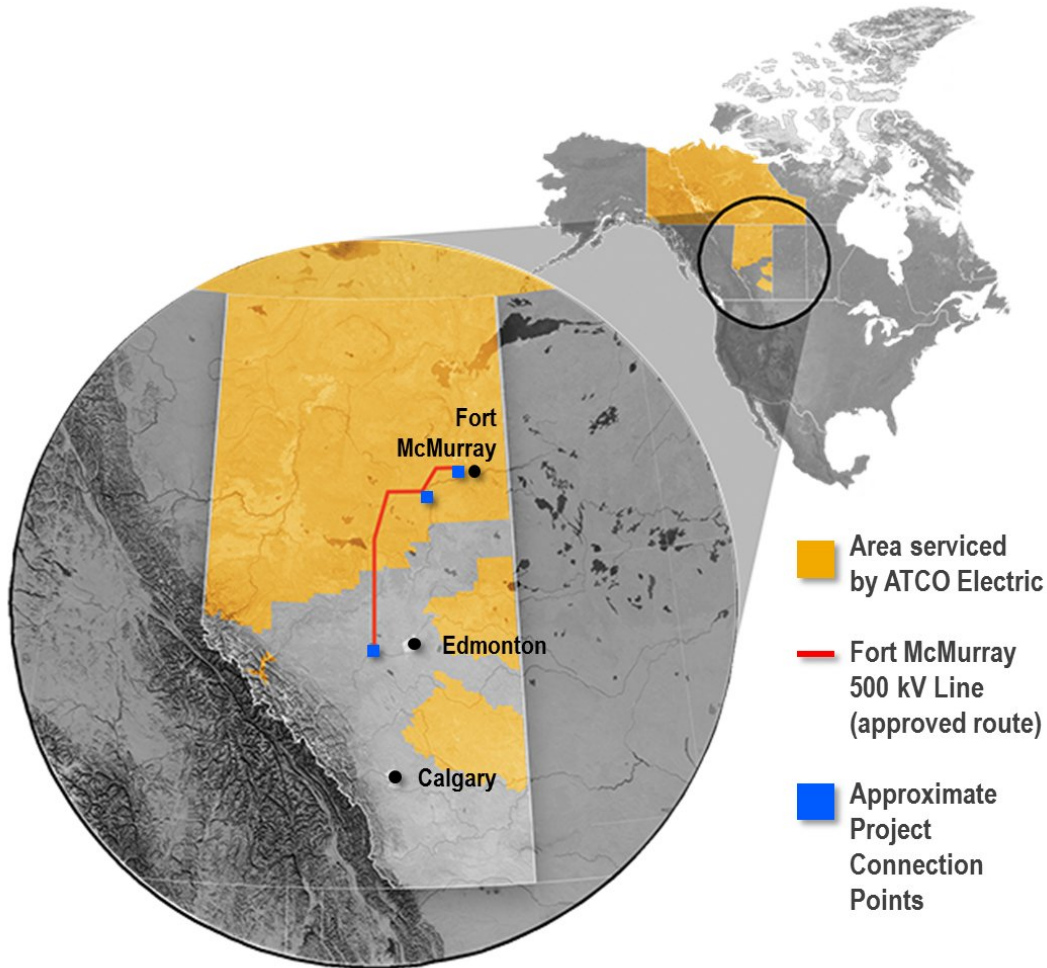 Fort
McMurray
Edmonton
Calgary
Area serviced
by ATCO Electric
Fort McMurray
500 kV Line
(approved route)
Approximate
Project
Connection
Points